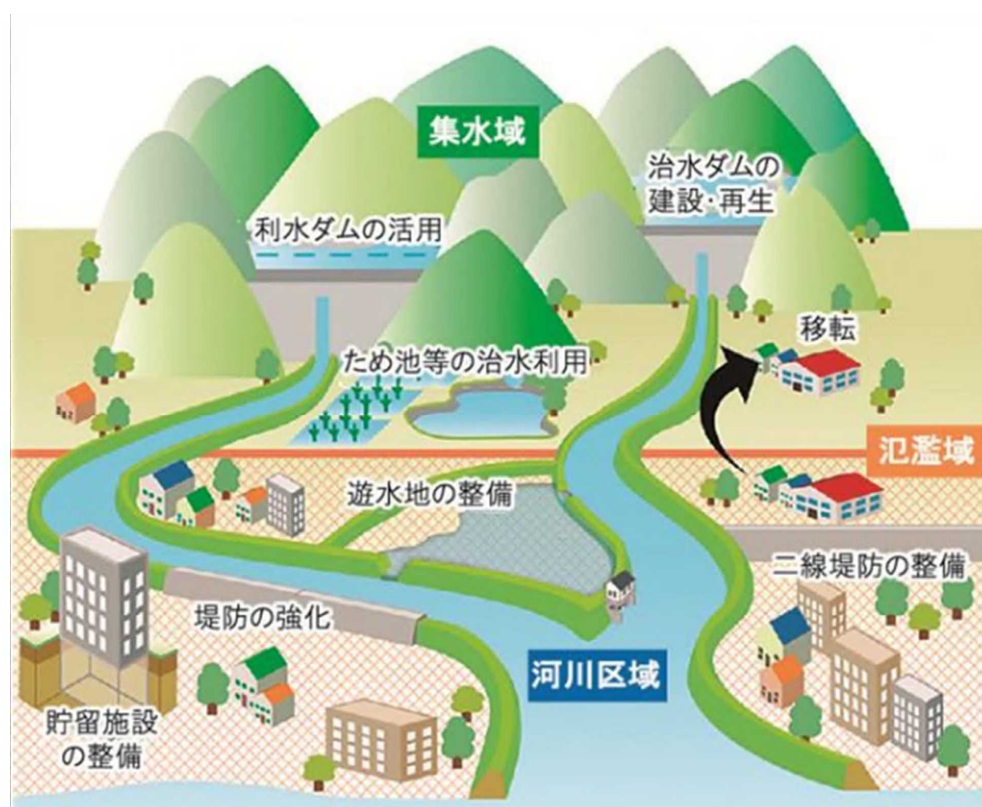 集水域
治水ダムの
建設・再生
利水ダムの活用
移転
ため池等の治水利用
氾濫域
遊水地の整備
二線堤防の整備
堤防の強化
河川区域
貯留施設
の整備